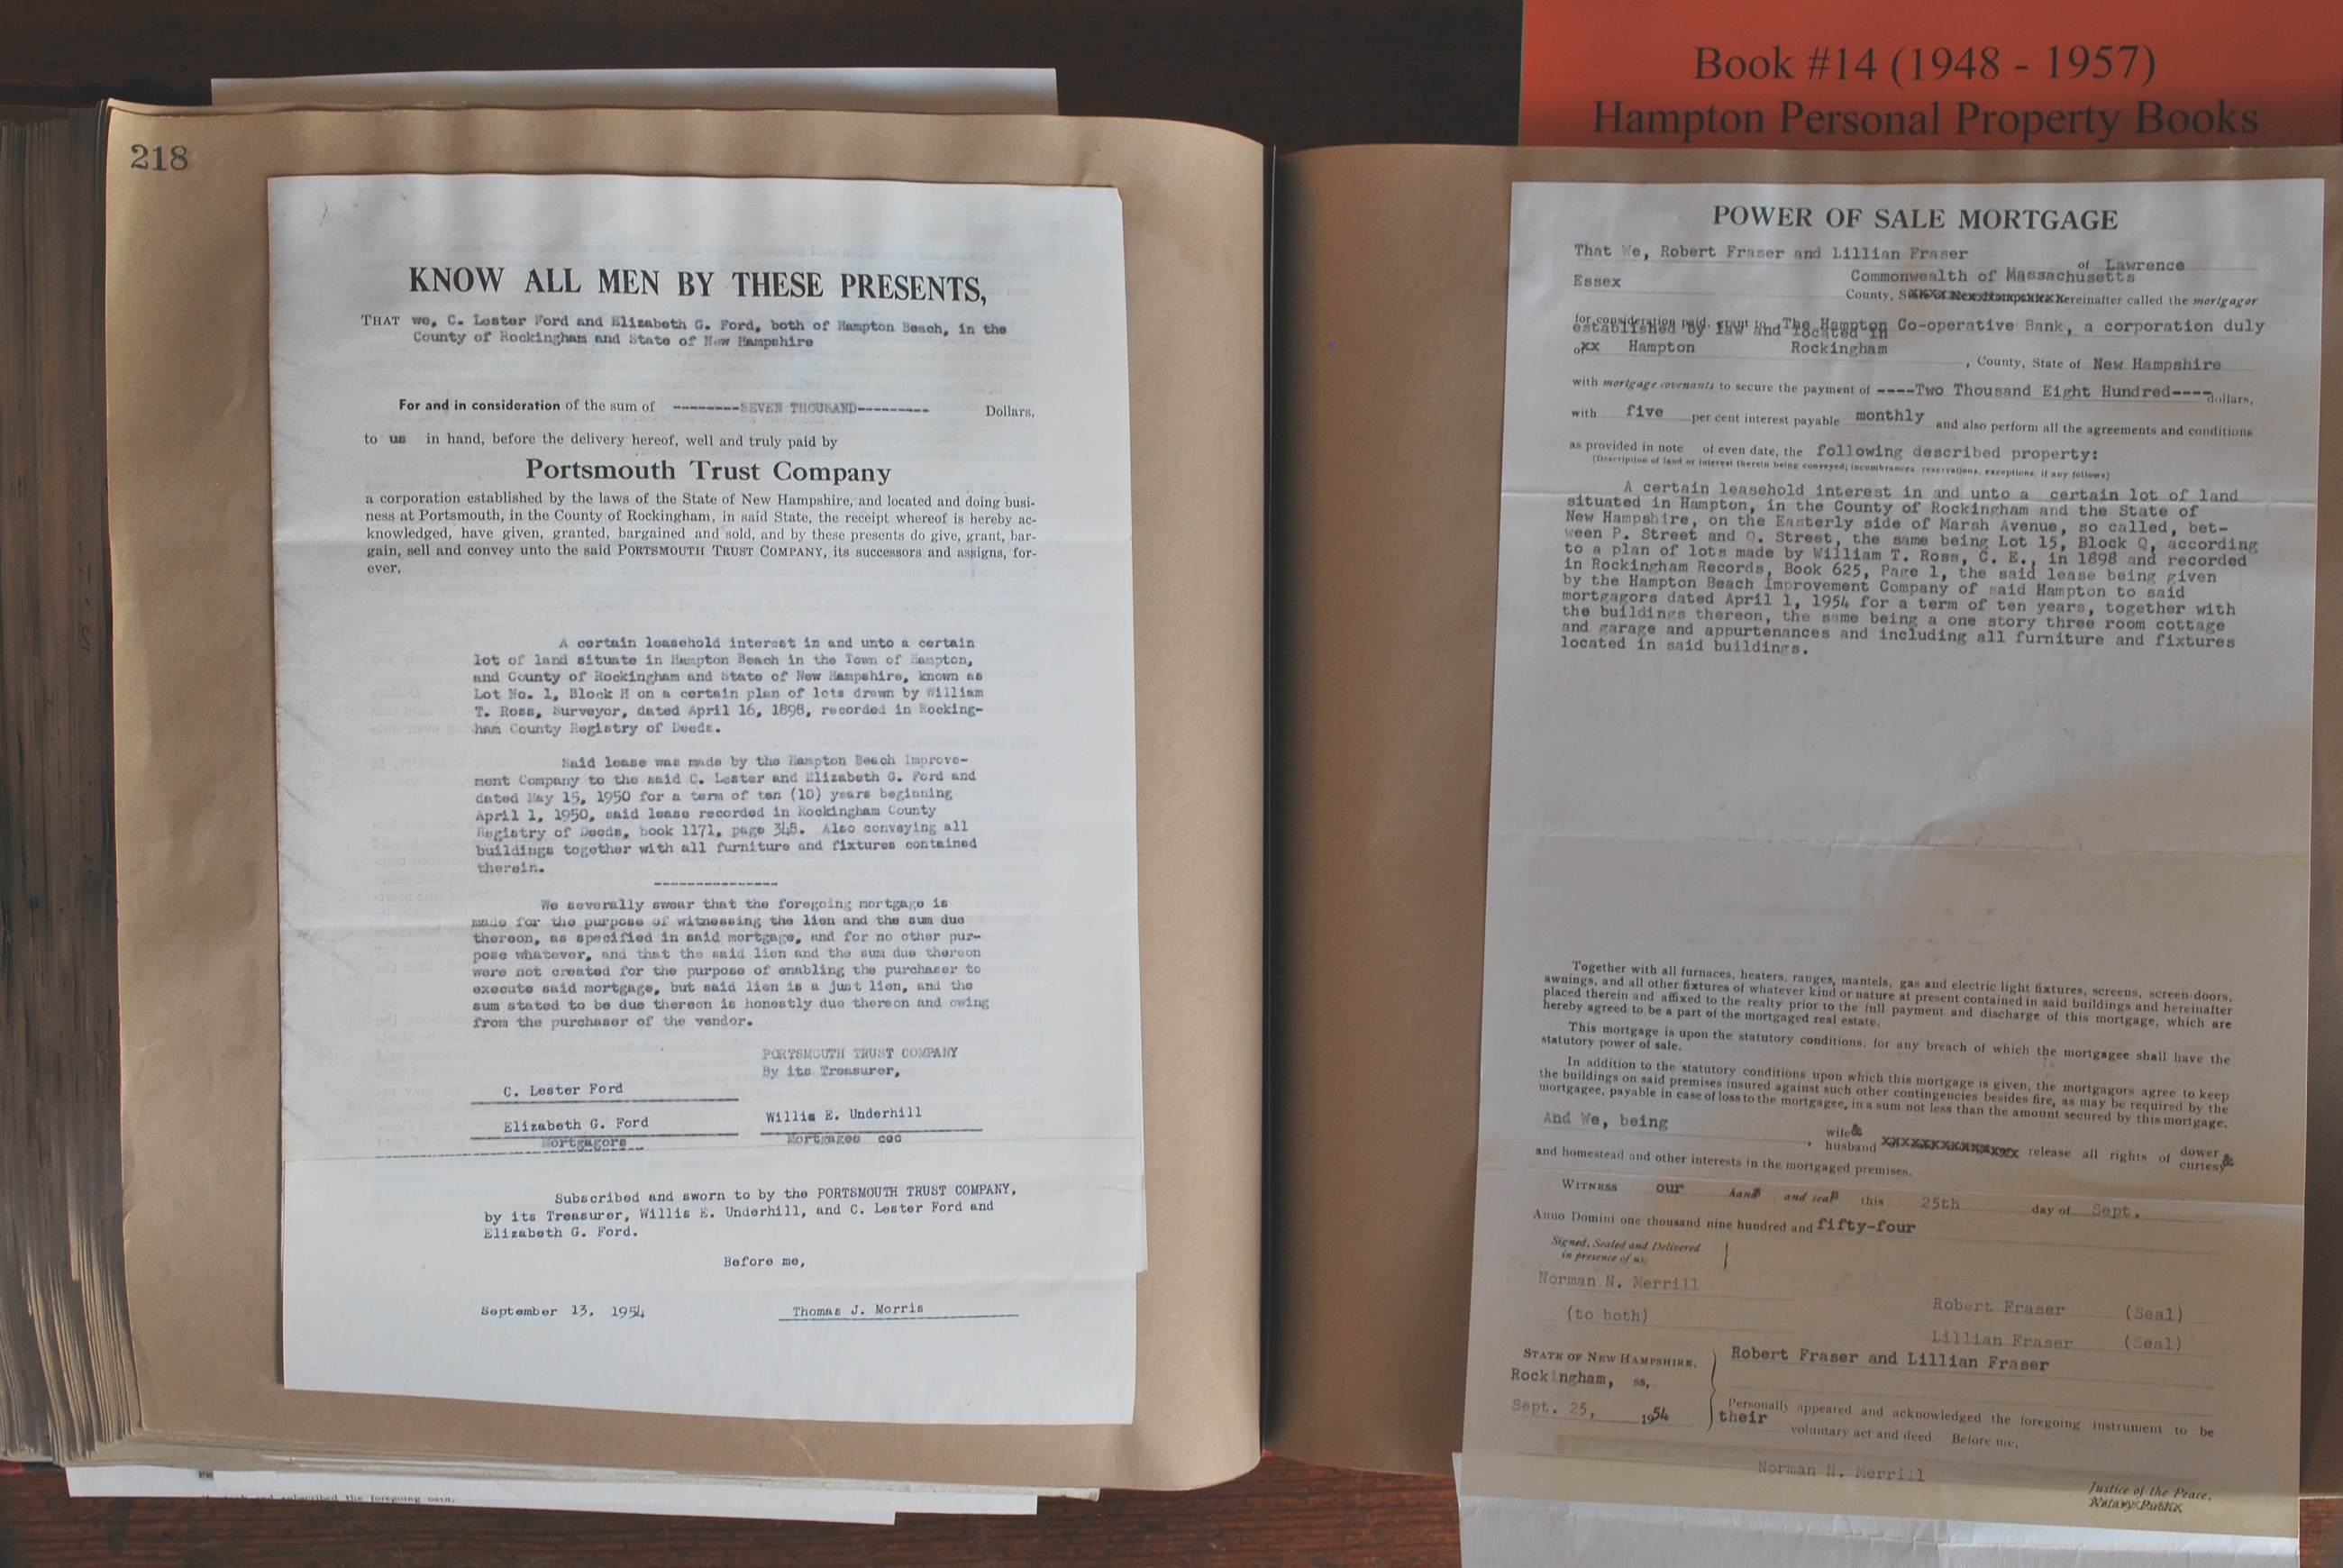 Book #14 (1948 - 1957)
Hampton Personal Property Books
218
KNOW ALL MEN BY THESE PRESENTS,
THAT we, C. Lester Ford and Elizabeth G. Ford, both of Hampton Beach, in the
County of Rockingham and State of New Hampshire
For and in consideration of the sum of --------SEVEN THOUSAND--------- Dollars,
to us in hand, before the delivery hereof, well and truly paid by
Portsmouth Trust Company
a corporation established by the laws of the State of New Hampshire, and located and doing busi-
ness at Portsmouth, in the County of Rockingham, in said State, the receipt whereof is hereby ac-
knowledged, have given, granted, bargained and sold, and by these presents do give, grant, bar-
gain, sell and convey unto the said PORTSMOUTH TRUST COMPANY, its successors and assigns, for-
ever,
A certain leasehold interest in and unto a certain
lot of land situate in Hampton Beach in the Town of Hampton,
and County of Rockingham and State of New Hampshire, known as
Lot No. 1, Block H on a certain plan of lots drawn by William
T. Ross, Surveyor, dated April 16, 1898, recorded in Rocking-
ham County Registry of Deeds.
Said lease was made by the Hampton Beach Improve-
ment Company to the said C. Lester and Elizabeth G. Ford and
dated May 15, 1950 for a term of ten (10) years beginning
April 1, 1950, said lease recorded in Rockingham County
Registry of Deeds, book 1171, page 348. Also conveying all
buildings together with all furniture and fixtures contained
therein.
---------------
We severally swear that the foregoing mortgage is
made for the purpose of witnessing the lien and the sum due
thereon, as specified in said mortgage, and for no other pur-
pose whatever, and that the said lien and the sum due thereon
were not created for the purpose of enabling the purchaser to
execute said mortgage, but said lien is a just lien, and the
sum stated to be due thereon is honestly due thereon and owing
from the purchaser of the vendor.
PORTSMOUTH TRUST COMPANY
By its Treasurer,
C. Lester Ford
Elizabeth G. Ford Willis E. Underhill
Mortgagors Mortgagee
Subscribed and sworn to by the PORTSMOUTH TRUST COMPANY,
by its Treasurer, Willis E. Underhill, and C. Lester Ford and
Elizabeth G. Ford.
Before me,
September 13, 1954 Thomas J. Morris
and subscribed the foregoing oath.
POWER OF SALE MORTGAGE
That We, Robert Fraser and Lillian Fraser of Lawrence
Essex Commonwealth of Massachusetts
County, State of New Hampshire hereinafter called the mortgagor
for consideration paid, grant to The Hampton Co-operative Bank, a corporation duly
established by law and located in
of xx Hampton Rockingham , County, State of New Hampshire
with mortgage covenants to secure the payment of ----Two Thousand Eight Hundred---- dollars,
with five per cent interest payable monthly and also perform all the agreements and conditions
as provided in note of even date, the following described property:
(Description of land or interest therein being conveyed; incumbrances, reservations, exceptions, if any follows)
A certain leasehold interest in and unto a certain lot of land
situated in Hampton, in the County of Rockingham and the State of
New Hampshire, on the Easterly side of Marsh Avenue, so called, bet-
ween P. Street and Q. Street, the same being Lot 15, Block Q, according
to a plan of lots made by William T. Ross, C. E., in 1898 and recorded
in Rockingham Records, Book 625, Page 1, the said lease being given
by the Hampton Beach Improvement Company of said Hampton to said
mortgagors dated April 1, 1954 for a term of ten years, together with
the buildings thereon, the same being a one story three room cottage
and garage and appurtenances and including all furniture and fixtures
located in said buildings.
Together with all furnaces, heaters, ranges, mantels, gas and electric light fixtures, screens, screen doors,
awnings, and all other fixtures of whatever kind or nature at present contained in said buildings and hereinafter
placed therein and affixed to the realty prior to the full payment and discharge of this mortgage, which are
hereby agreed to be a part of the mortgaged real estate.
This mortgage is upon the statutory conditions, for any breach of which the mortgagee shall have the
statutory power of sale.
In addition to the statutory conditions upon which this mortgage is given, the mortgagors agree to keep
the buildings on said premises insured against such other contingencies besides fire, as may be required by the
mortgagee, payable in case of loss to the mortgagee, in a sum not less than the amount secured by this mortgage.
And We, being , wife & husband xxxxxxxxxxxxxxx release all rights of dower & curtesy
and homestead and other interests in the mortgaged premises.
WITNESS our hands and seals this 25th day of Sept.
Anno Domini one thousand nine hundred and fifty-four
Signed, Sealed and Delivered
in presence of us:
Norman N. Merrill
(to both) Robert Fraser (Seal)
Lillian Fraser (Seal)
STATE OF NEW HAMPSHIRE, Robert Fraser and Lillian Fraser
Rockingham, ss,
Sept. 25, 1954 Personally appeared and acknowledged the foregoing instrument to be
their voluntary act and deed. Before me,
Norman N. Merrill
Justice of the Peace.
Notary Public